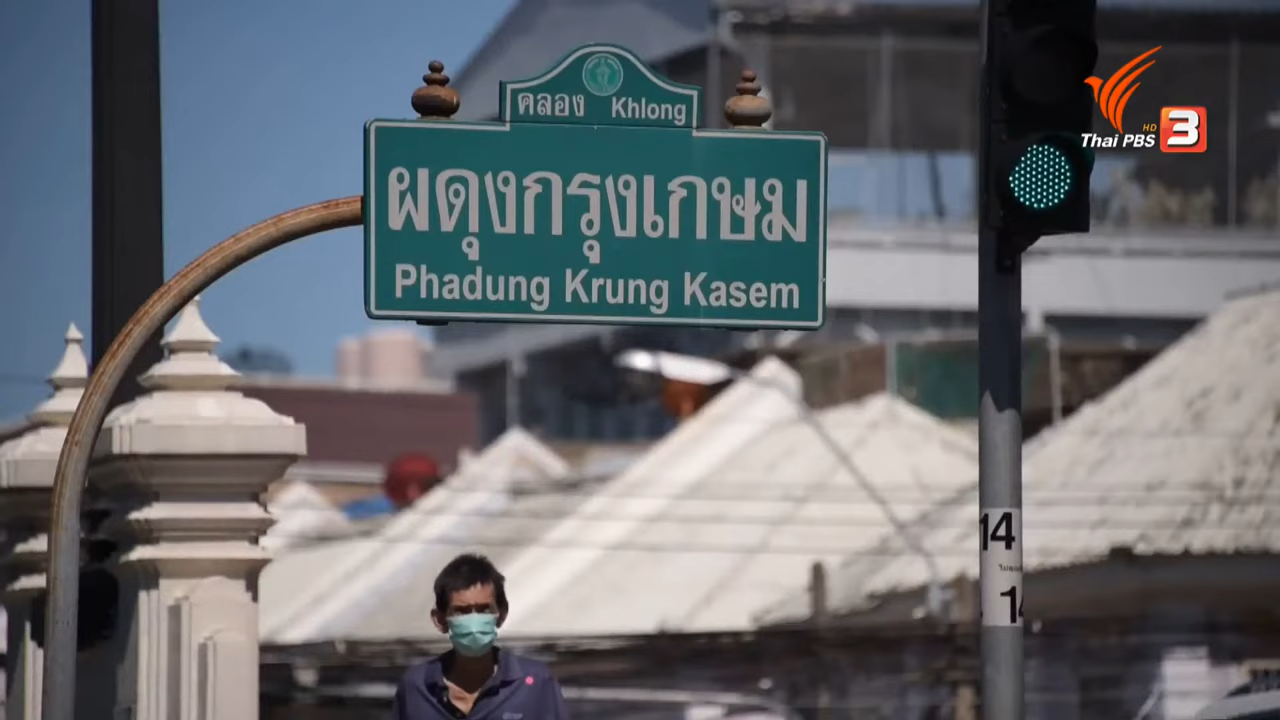 คลอง Khlong
ผดุงกรุงเกษม
Phadung Krung Kasem
HD
Thai PBS 3
14